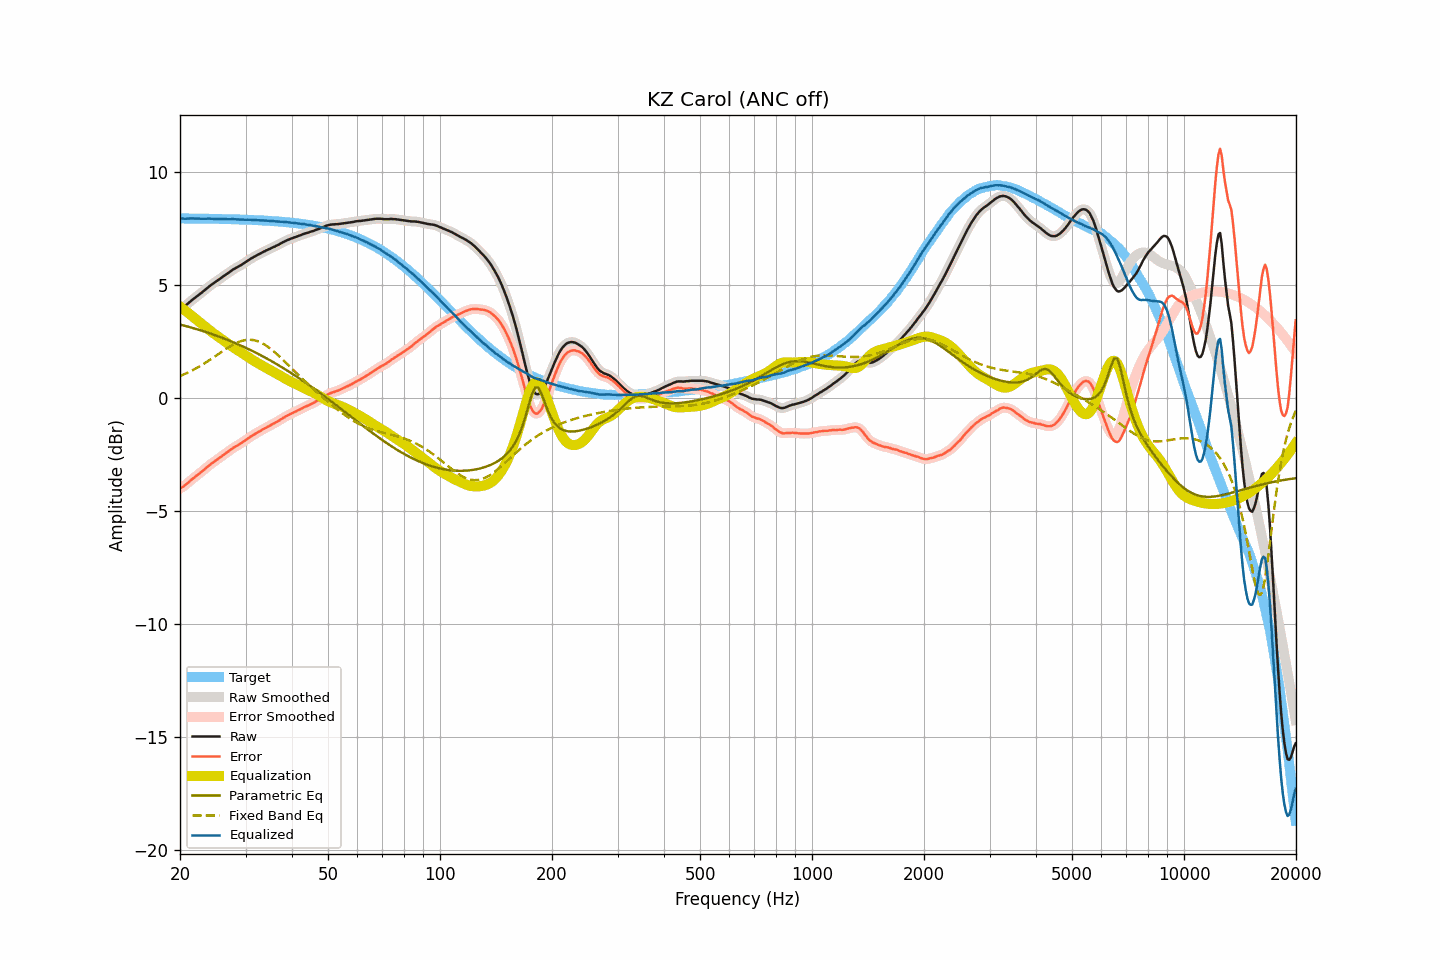 KZ Carol (ANC off)
Amplitude (dBr)
10
5
0
−5
−10
−15
−20
Target
Raw Smoothed
Error Smoothed
Raw
Error
Equalization
Parametric Eq
Fixed Band Eq
Equalized
20 50 100 200 500 1000 2000 5000 10000 20000
Frequency (Hz)